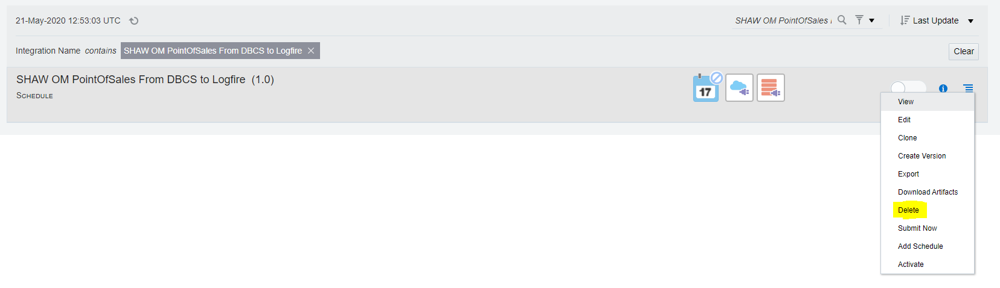 21-May-2020 12:53:03 UTC
SHAW OM PointOfSales
Last Update
Integration Name contains SHAW OM PointOfSales From DBCS to Logfire
Clear
SHAW OM PointOfSales From DBCS to Logfire (1.0)
SCHEDULE
17
View
Edit
Clone
Create Version
Export
Download Artifacts
Delete
Submit Now
Add Schedule
Activate